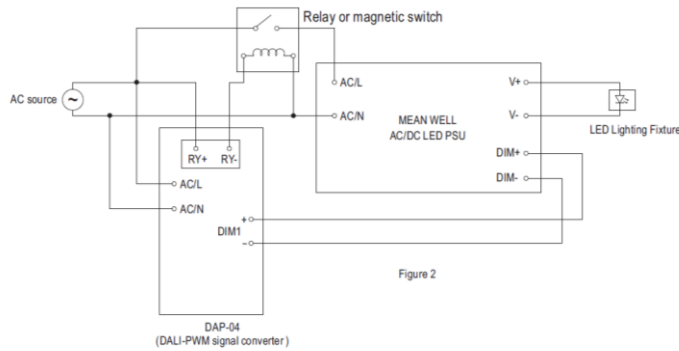 Relay or magnetic switch
AC source
~
AC/L
AC/N
MEAN WELL
AC/DC LED PSU
V+
V-
DIM+
DIM-
LED Lighting Fixture
RY+ RY-
AC/L
AC/N
DIM1
+
−
Figure 2
DAP-04
(DALI-PWM signal converter )